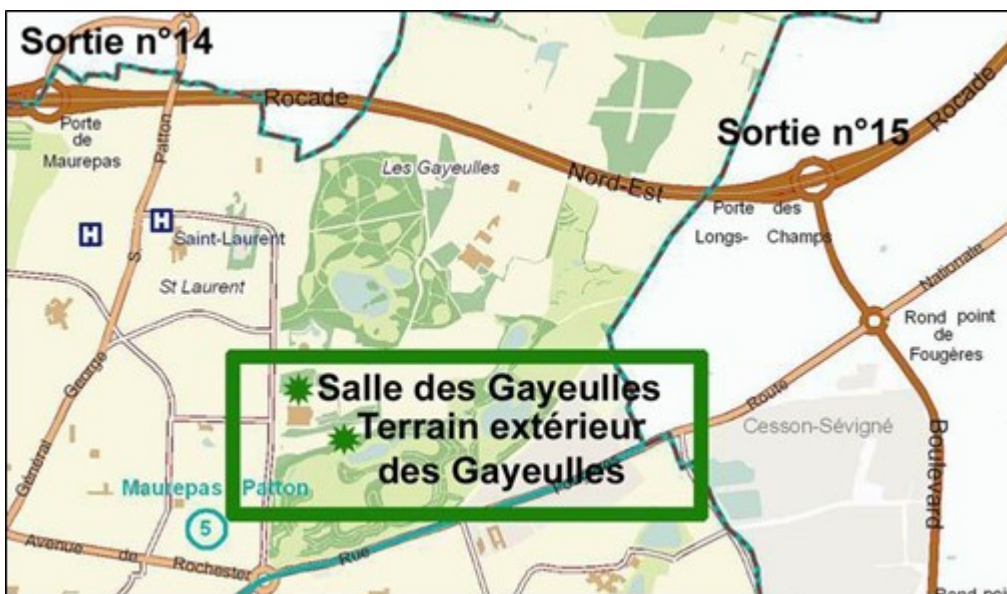 Sortie n°14
Rocade
Porte
de
Maurepas
Patton
Les Gayeulles
Nord-Est
Sortie n°15
Rocade
Porte des
Longs- Champs
H
H
Saint-Laurent
S.
St Laurent
Nationale
Rond point
de
Fougères
George
Route
Salle des Gayeulles
Terrain extérieur
des Gayeulles
Cesson-Sévigné
Général
Maurepas Patton
5
Boulevard
Avenue de Rochester
Rue